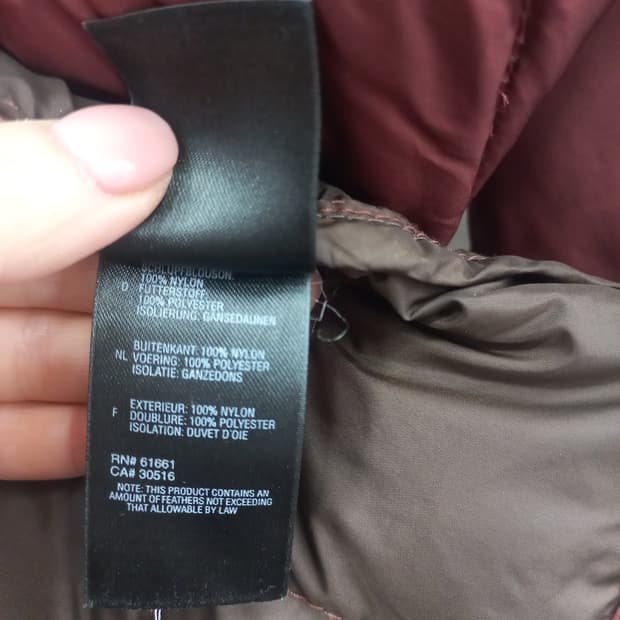 SCHLUPFBLOUSON:
100% NYLON
D FUTTERSTOFF:
100% POLYESTER
ISOLIERUNG: GANSEDAUNEN
BUITENKANT: 100% NYLON
NL VOERING: 100% POLYESTER
ISOLATIE: GANZEDONS
EXTERIEUR: 100% NYLON
F DOUBLURE: 100% POLYESTER
ISOLATION: DUVET D'OIE
RN# 61661
CA# 30516
NOTE: THIS PRODUCT CONTAINS AN
AMOUNT OF FEATHERS NOT EXCEEDING
THAT ALLOWABLE BY LAW